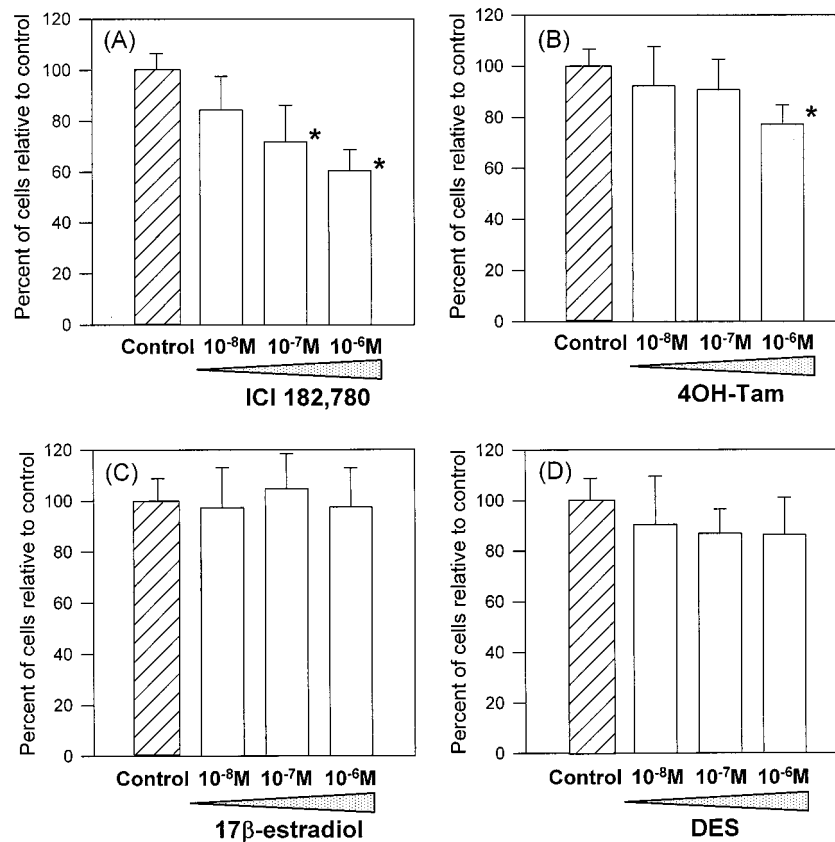 (A)
Percent of cells relative to control
120
100
80
60
40
20
0
*
*
Control 10⁻⁸M 10⁻⁷M 10⁻⁶M
ICI 182,780
(B)
Percent of cells relative to control
120
100
80
60
40
20
0
*
Control 10⁻⁸M 10⁻⁷M 10⁻⁶M
4OH-Tam
(C)
Percent of cells relative to control
120
100
80
60
40
20
0
Control 10⁻⁸M 10⁻⁷M 10⁻⁶M
17β-estradiol
(D)
Percent of cells relative to control
120
100
80
60
40
20
0
Control 10⁻⁸M 10⁻⁷M 10⁻⁶M
DES